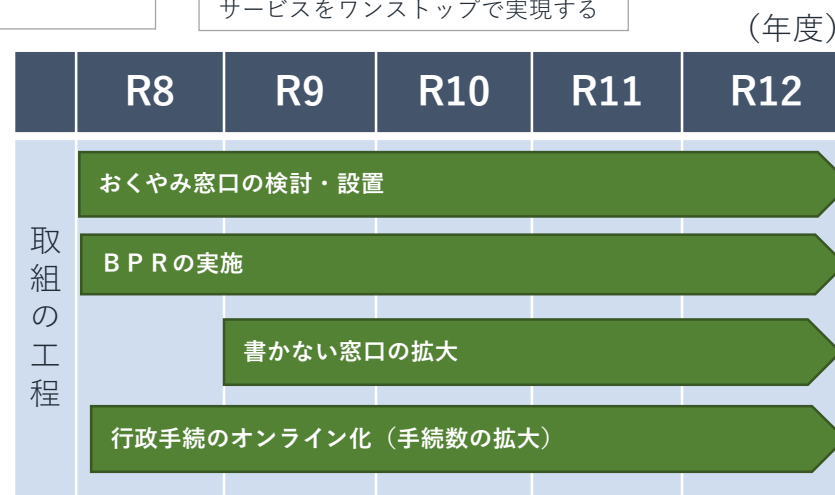 サービスをワンストップで実現する
（年度）
R8 R9 R10 R11 R12
取組の工程
おくやみ窓口の検討・設置
ＢＰＲの実施
書かない窓口の拡大
行政手続のオンライン化（手続数の拡大）